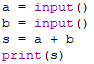 a = input()
b = input()
s = a + b
print(s)